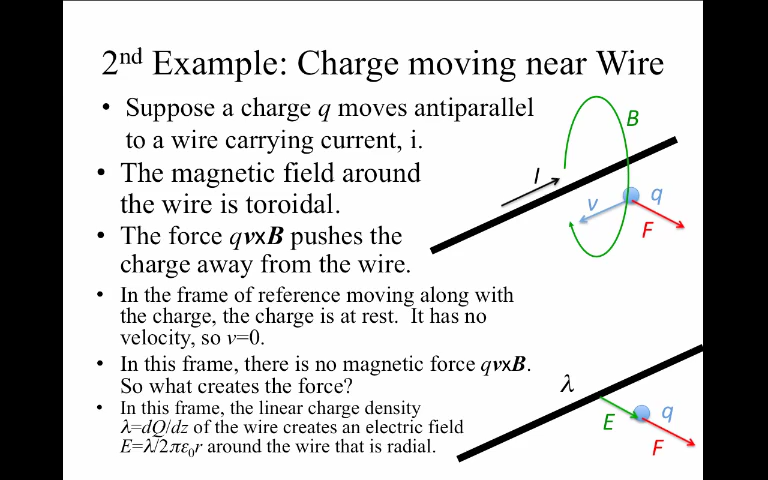 2nd Example: Charge moving near Wire
• Suppose a charge q moves antiparallel
to a wire carrying current, i.
• The magnetic field around
the wire is toroidal.
• The force qvxB pushes the
charge away from the wire.
• In the frame of reference moving along with
the charge, the charge is at rest. It has no
velocity, so v=0.
• In this frame, there is no magnetic force qvxB.
So what creates the force?
• In this frame, the linear charge density
λ=dQ/dz of the wire creates an electric field
E=λ/2πε₀r around the wire that is radial.
B
I
v
q
F
λ
E
q
F